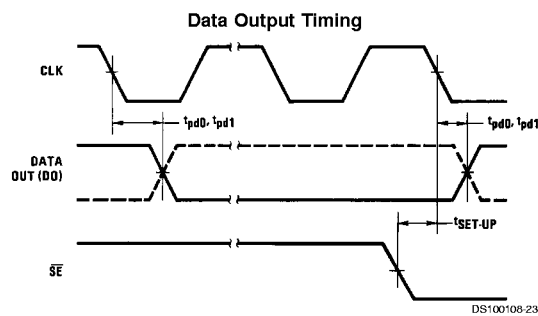 Data Output Timing
CLK
tpd0, tpd1
tpd0, tpd1
DATA
OUT (DO)
tSET-UP
SE
DS100108-23